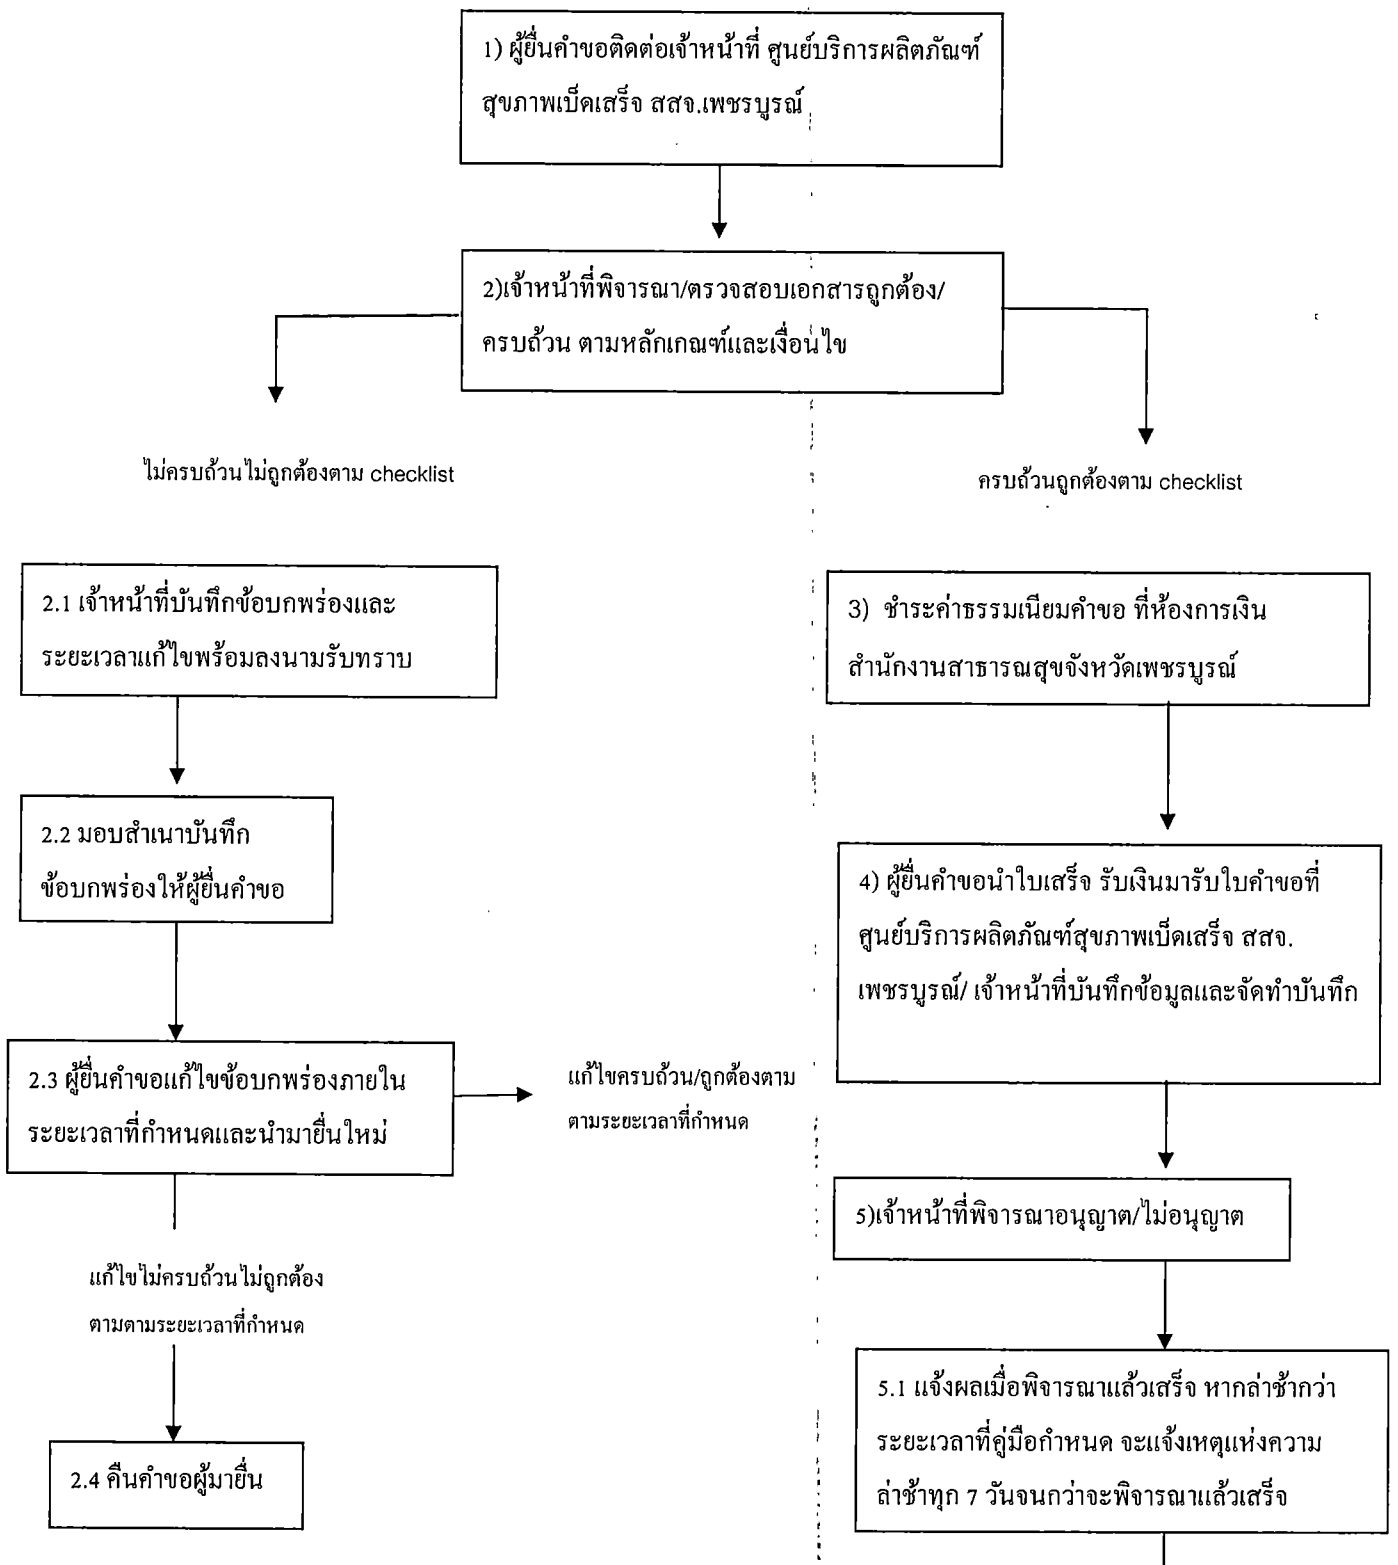 1) ผู้ยื่นคำขอติดต่อเจ้าหน้าที่ ศูนย์บริการผลิตภัณฑ์
สุขภาพเบ็ดเสร็จ สสจ.เพชรบูรณ์
2)เจ้าหน้าที่พิจารณา/ตรวจสอบเอกสารถูกต้อง/
ครบถ้วน ตามหลักเกณฑ์และเงื่อนไข
ไม่ครบถ้วน ไม่ถูกต้องตาม checklist
ครบถ้วนถูกต้องตาม checklist
2.1 เจ้าหน้าที่บันทึกข้อบกพร่องและ
ระยะเวลาแก้ไขพร้อมลงนามรับทราบ
3) ชำระค่าธรรมเนียมคำขอ ที่ห้องการเงิน
สำนักงานสาธารณสุขจังหวัดเพชรบูรณ์
2.2 มอบสำเนาบันทึก
ข้อบกพร่องให้ผู้ยื่นคำขอ
4) ผู้ยื่นคำขอนำใบเสร็จ รับเงินมารับใบคำขอที่
ศูนย์บริการผลิตภัณฑ์สุขภาพเบ็ดเสร็จ สสจ.
เพชรบูรณ์/ เจ้าหน้าที่บันทึกข้อมูลและจัดทำบันทึก
2.3 ผู้ยื่นคำขอแก้ไขข้อบกพร่องภายใน
ระยะเวลาที่กำหนดและนำมายื่นใหม่
แก้ไขครบถ้วน/ถูกต้องตาม
ตามระยะเวลาที่กำหนด
5)เจ้าหน้าที่พิจารณาอนุญาต/ไม่อนุญาต
แก้ไขไม่ครบถ้วน ไม่ถูกต้อง
ตามตามระยะเวลาที่กำหนด
5.1 แจ้งผลเมื่อพิจารณาแล้วเสร็จ หากล่าช้ากว่า
ระยะเวลาที่คู่มือกำหนด จะแจ้งเหตุแห่งความ
ล่าช้าทุก 7 วันจนกว่าจะพิจารณาแล้วเสร็จ
2.4 คืนคำขอผู้มายื่น